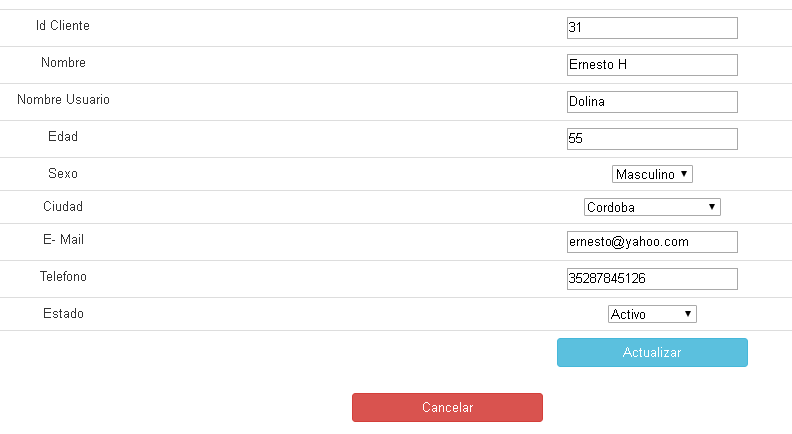 Id Cliente 31
Nombre Ernesto H
Nombre Usuario Dolina
Edad 55
Sexo Masculino
Ciudad Cordoba
E- Mail ernesto@yahoo.com
Telefono 35287845126
Estado Activo
Actualizar
Cancelar